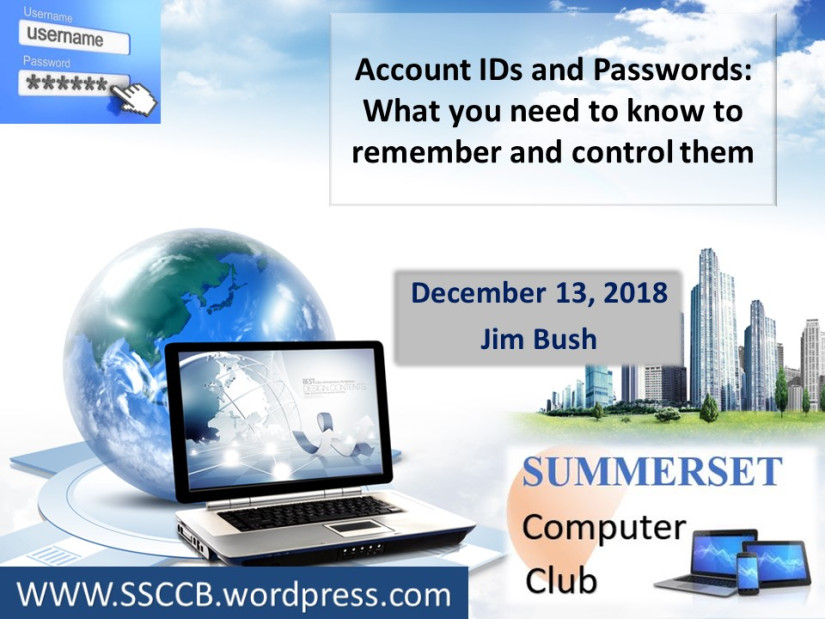 Username
username
Password
******
Account IDs and Passwords:
What you need to know to
remember and control them
December 13, 2018
Jim Bush
BEST
DESIGN CONTENTS
SUMMERSET
Computer
Club
WWW.SSCCB.wordpress.com